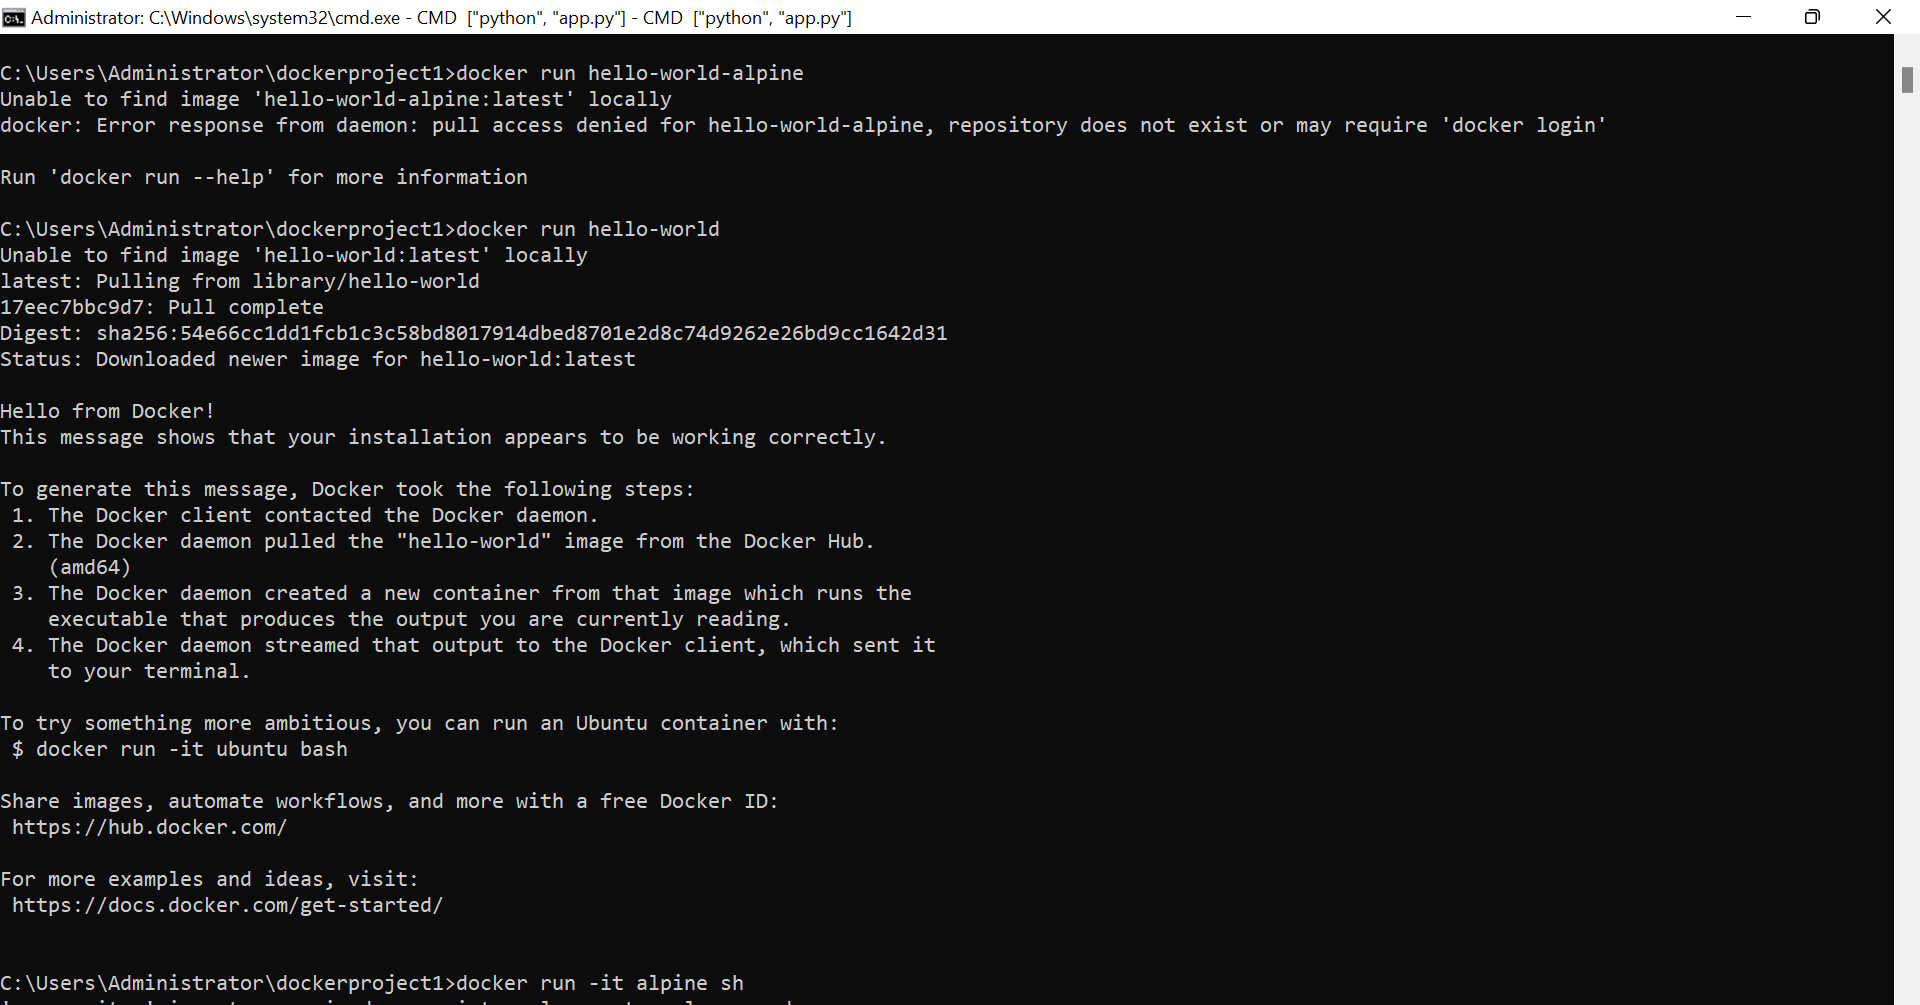 Administrator: C:\Windows\system32\cmd.exe - CMD  ["python", "app.py"] - CMD  ["python", "app.py"]
C:\Users\Administrator\dockerproject1>docker run hello-world-alpine
Unable to find image 'hello-world-alpine:latest' locally
docker: Error response from daemon: pull access denied for hello-world-alpine, repository does not exist or may require 'docker login'
Run 'docker run --help' for more information
C:\Users\Administrator\dockerproject1>docker run hello-world
Unable to find image 'hello-world:latest' locally
latest: Pulling from library/hello-world
17eec7bbc9d7: Pull complete
Digest: sha256:54e66cc1dd1fcb1c3c58bd8017914dbed8701e2d8c74d9262e26bd9cc1642d31
Status: Downloaded newer image for hello-world:latest
Hello from Docker!
This message shows that your installation appears to be working correctly.
To generate this message, Docker took the following steps:
1. The Docker client contacted the Docker daemon.
2. The Docker daemon pulled the "hello-world" image from the Docker Hub.
(amd64)
3. The Docker daemon created a new container from that image which runs the
executable that produces the output you are currently reading.
4. The Docker daemon streamed that output to the Docker client, which sent it
to your terminal.
To try something more ambitious, you can run an Ubuntu container with:
$ docker run -it ubuntu bash
Share images, automate workflows, and more with a free Docker ID:
https://hub.docker.com/
For more examples and ideas, visit:
https://docs.docker.com/get-started/
C:\Users\Administrator\dockerproject1>docker run -it alpine sh